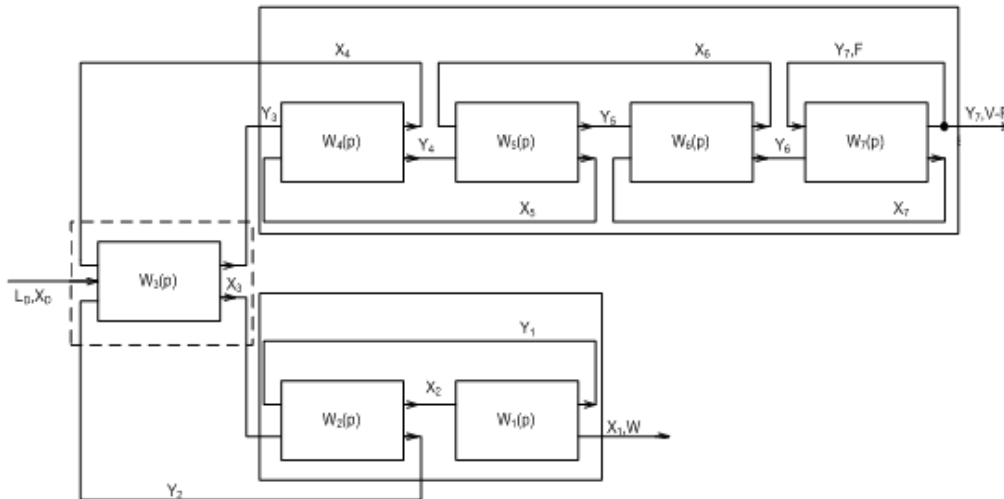 X₄
X₆
Y₇,F
Y₃
W₄(p)
Y₄
W₅(p)
Y₅
W₆(p)
Y₆
W₇(p)
X₅
X₇
W₃(p)
X₃
L₀,X₀
Y₁
W₂(p)
X₂
W₁(p)
X₁,W
Y₂